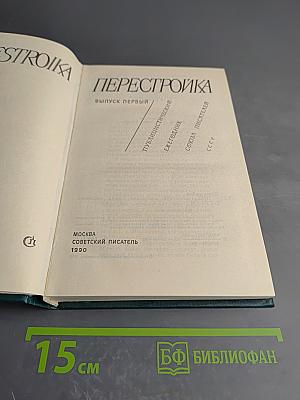 ESTROIKA
ПЕРЕСТРОЙКА
ВЫПУСК ПЕРВЫЙ
ПУБЛИЦИСТИЧЕСКИЙ
ЕЖЕГОДНИК
СОЮЗА ПИСАТЕЛЕЙ
СССР
МОСКВА
СОВЕТСКИЙ ПИСАТЕЛЬ
1990
15 СМ
БФ БИБЛИОФАН